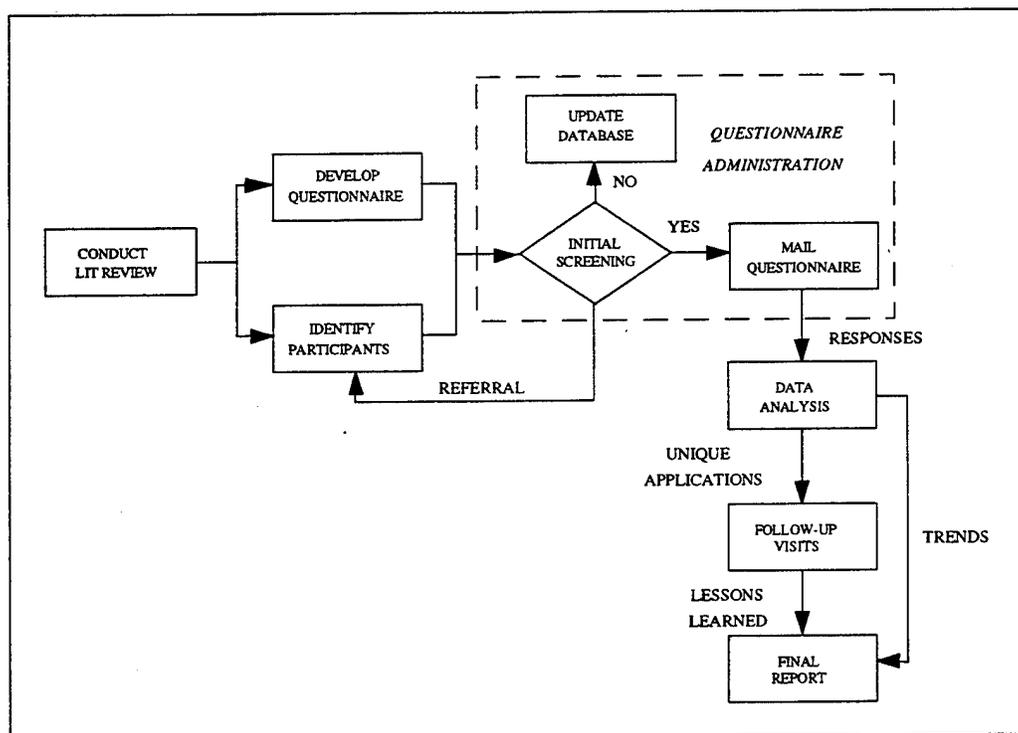 CONDUCT
LIT REVIEW
DEVELOP
QUESTIONNAIRE
IDENTIFY
PARTICIPANTS
REFERRAL
UPDATE
DATABASE
QUESTIONNAIRE
ADMINISTRATION
NO
INITIAL
SCREENING
YES
MAIL
QUESTIONNAIRE
RESPONSES
DATA
ANALYSIS
UNIQUE
APPLICATIONS
FOLLOW-UP
VISITS
TRENDS
LESSONS
LEARNED
FINAL
REPORT